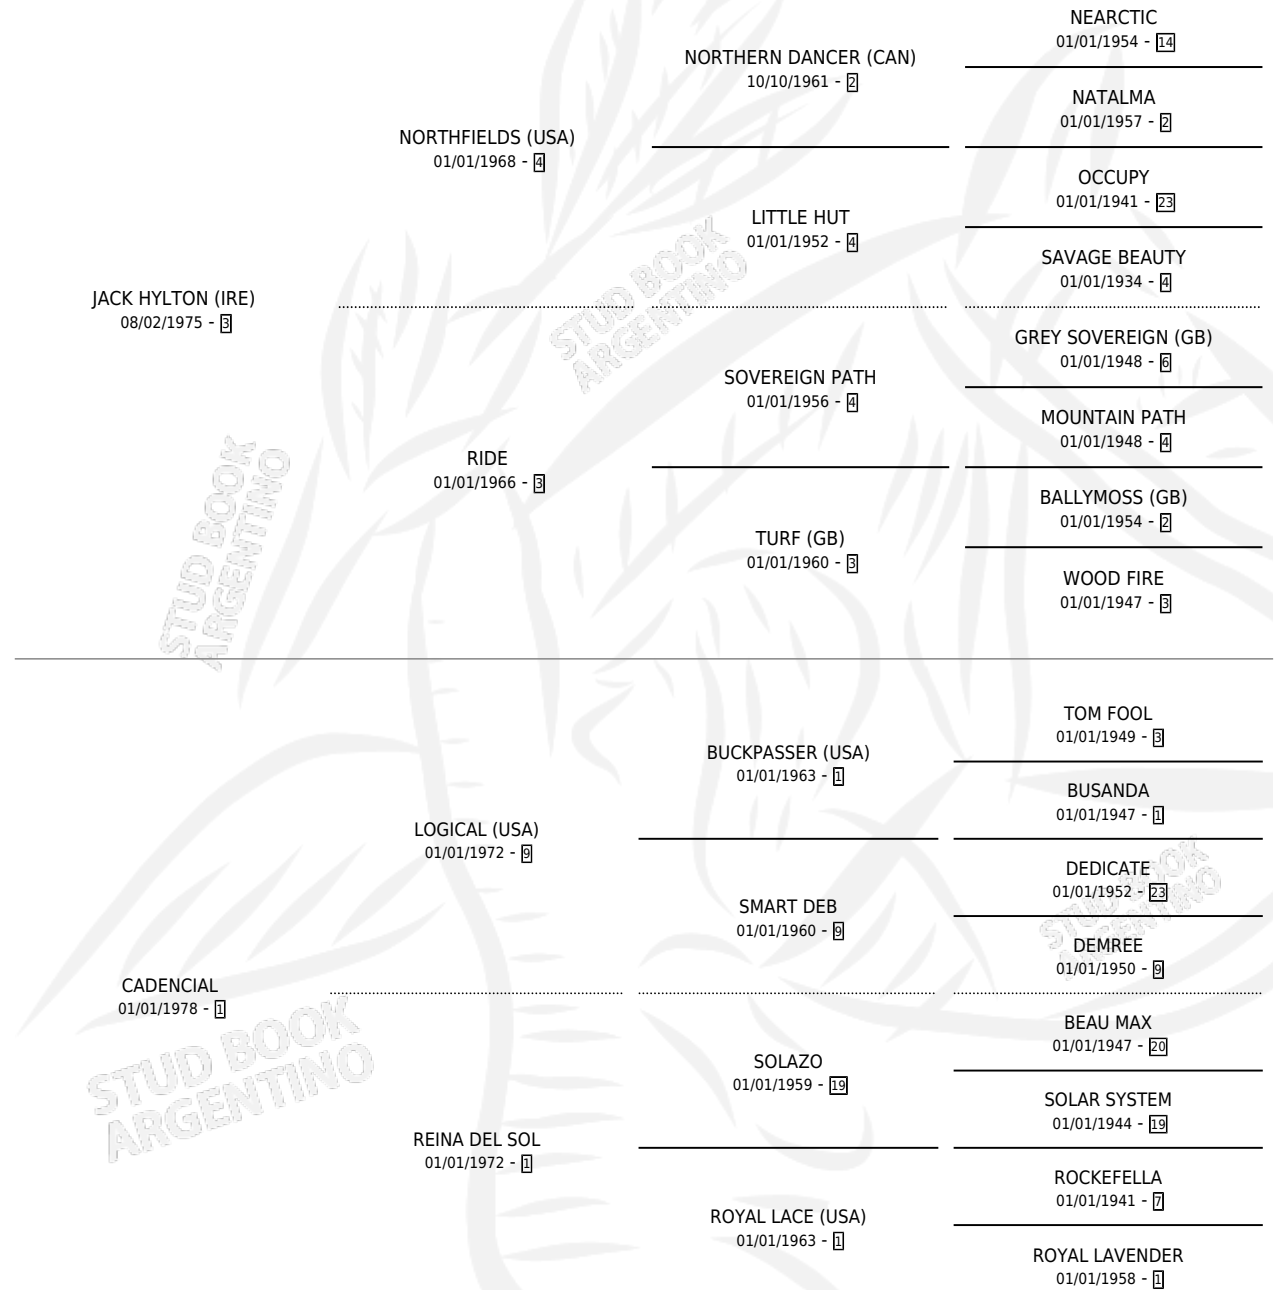 NEARCTIC
01/01/1954 - 14
NORTHERN DANCER (CAN)
10/10/1961 - 2
NATALMA
01/01/1957 - 2
NORTHFIELDS (USA)
01/01/1968 - 4
OCCUPY
01/01/1941 - 23
LITTLE HUT
01/01/1952 - 4
SAVAGE BEAUTY
01/01/1934 - 4
JACK HYLTON (IRE)
08/02/1975 - 3
STUD BOOK
ARGENTINO
GREY SOVEREIGN (GB)
01/01/1948 - 6
SOVEREIGN PATH
01/01/1956 - 4
MOUNTAIN PATH
01/01/1948 - 4
RIDE
01/01/1966 - 3
BALLYMOSS (GB)
01/01/1954 - 2
TURF (GB)
01/01/1960 - 3
WOOD FIRE
01/01/1947 - 3
STUD BOOK
ARGENTINO
TOM FOOL
01/01/1949 - 3
BUCKPASSER (USA)
01/01/1963 - 1
BUSANDA
01/01/1947 - 1
LOGICAL (USA)
01/01/1972 - 9
DEDICATE
01/01/1952 - 23
SMART DEB
01/01/1960 - 9
DEMREE
01/01/1950 - 9
STUD BOOK
ARGENTINO
CADENCIAL
01/01/1978 - 1
BEAU MAX
01/01/1947 - 20
SOLAZO
01/01/1959 - 19
SOLAR SYSTEM
01/01/1944 - 19
STUD BOOK
ARGENTINO
REINA DEL SOL
01/01/1972 - 1
ROCKEFELLA
01/01/1941 - 7
ROYAL LACE (USA)
01/01/1963 - 1
ROYAL LAVENDER
01/01/1958 - 1